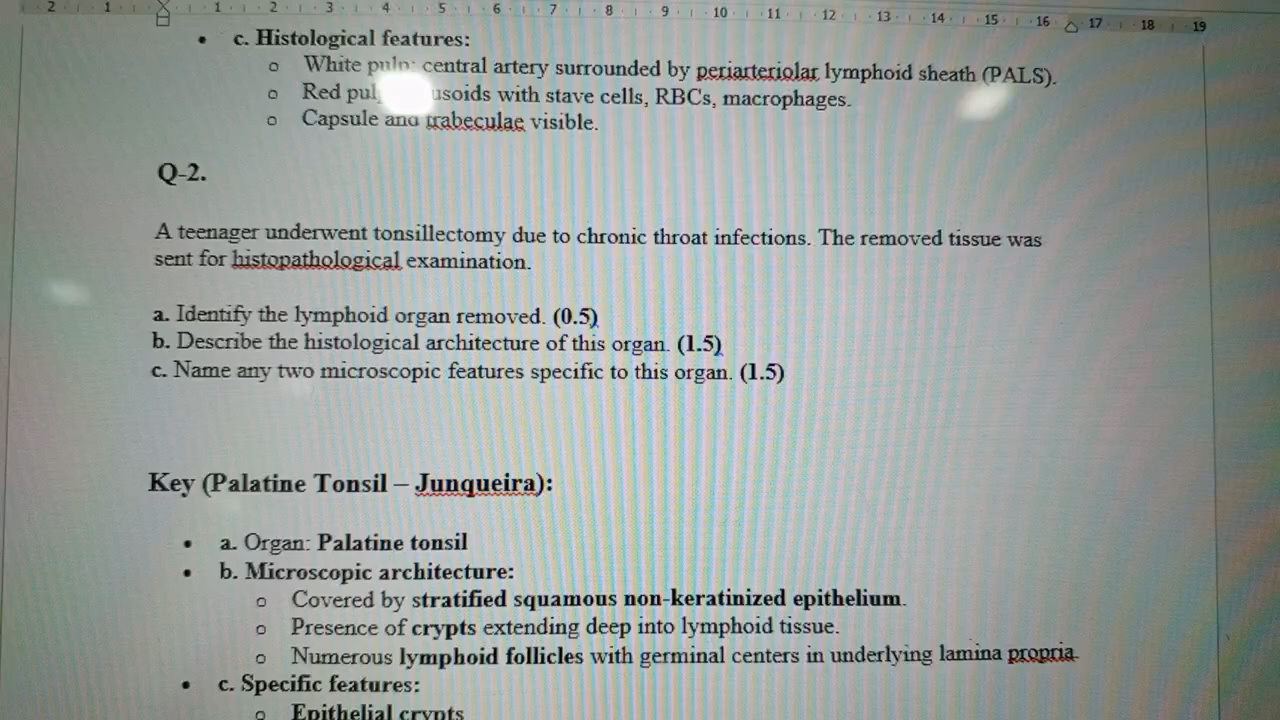 2 1 1 2 3 4 5 6 7 8 9 10 11 12 13 14 15 16 17 18 19
• c. Histological features:
o White pulp: central artery surrounded by periarteriolar lymphoid sheath (PALS).
o Red with stave cells, RBCs, macrophages.
o Capsule and trabeculae visible.
Q-2.
A teenager underwent tonsillectomy due to chronic throat infections. The removed tissue was
sent for histopathological examination.
a. Identify the lymphoid organ removed. (0.5)
b. Describe the histological architecture of this organ. (1.5)
c. Name any two microscopic features specific to this organ. (1.5)
Key (Palatine Tonsil – Junqueira):
• a. Organ: Palatine tonsil
• b. Microscopic architecture:
o Covered by stratified squamous non-keratinized epithelium.
o Presence of crypts extending deep into lymphoid tissue.
o Numerous lymphoid follicles with germinal centers in underlying lamina propria.
• c. Specific features:
o Epithelial crypts